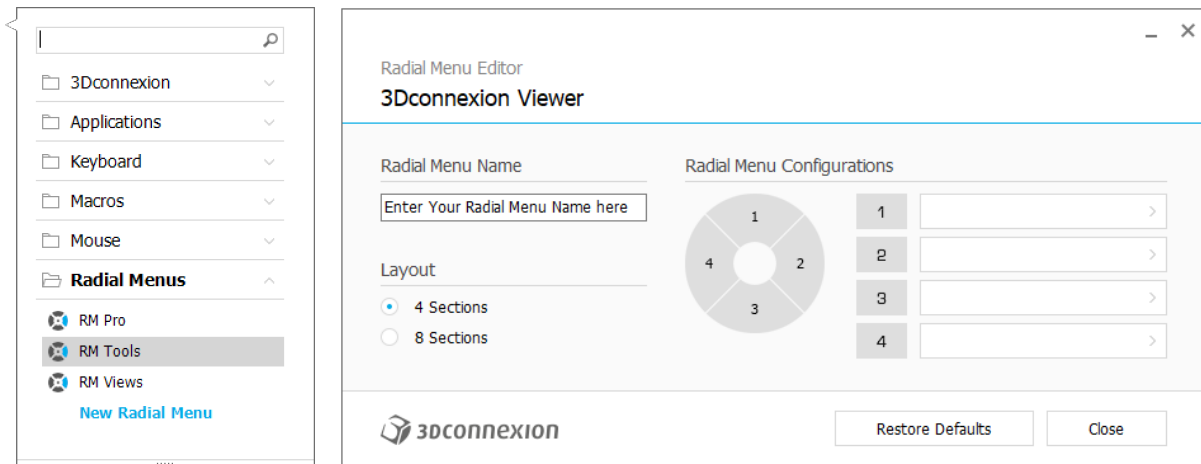 3Dconnexion
Applications
Keyboard
Macros
Mouse
Radial Menus
RM Pro
RM Tools
RM Views
New Radial Menu
Radial Menu Editor
3Dconnexion Viewer
Radial Menu Name
Enter Your Radial Menu Name here
Layout
4 Sections
8 Sections
Radial Menu Configurations
1
4 2
3
1
2
3
4
3Dconnexion
Restore Defaults Close